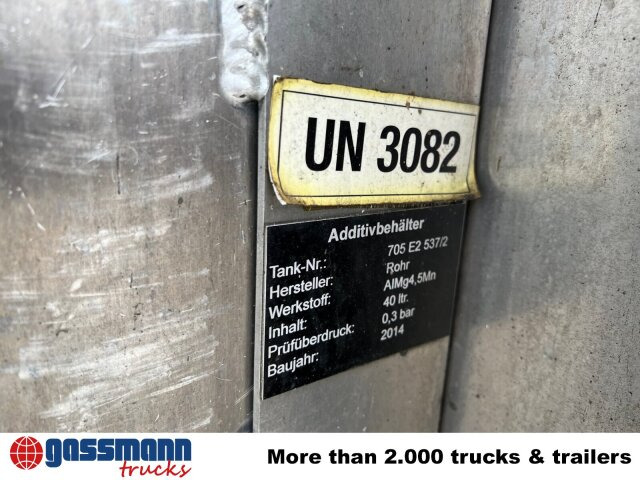 UN 3082
Additivbehälter
Tank-Nr.: 705 E2 537/2
Hersteller: Rohr
Werkstoff: AlMg4,5Mn
Inhalt: 40 ltr.
Prüfüberdruck: 0,3 bar
Baujahr: 2014
gassmann
trucks
More than 2.000 trucks & trailers